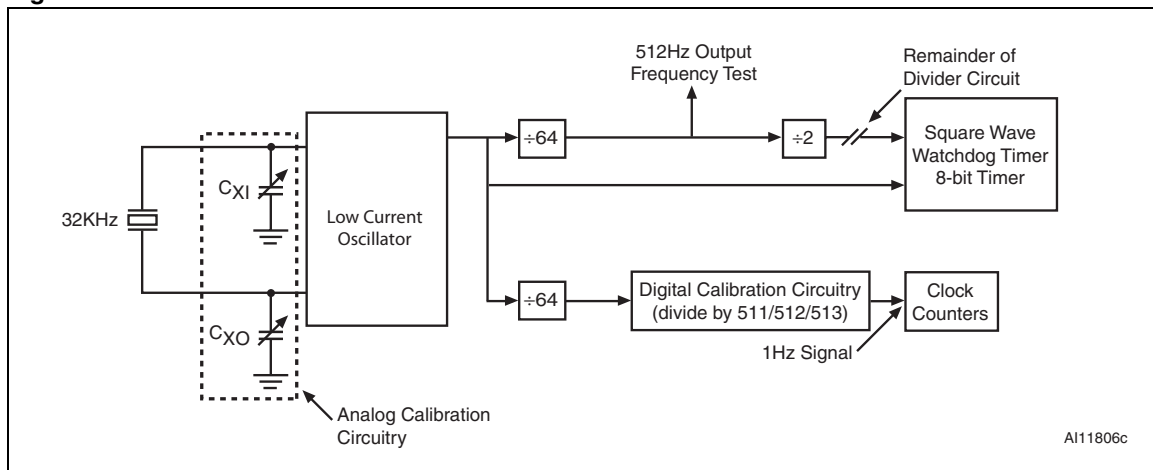 512Hz Output
Frequency Test
Remainder of
Divider Circuit
÷64
÷2
Square Wave
Watchdog Timer
8-bit Timer
CXI
32KHz
Low Current
Oscillator
÷64
Digital Calibration Circuitry
(divide by 511/512/513)
Clock
Counters
CXO
1Hz Signal
Analog Calibration
Circuitry
AI11806c